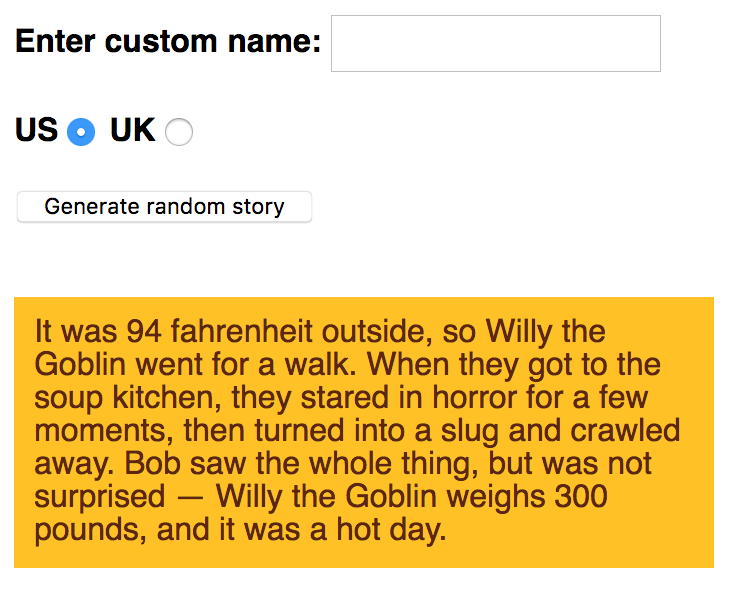 Enter custom name:
US UK
Generate random story
It was 94 fahrenheit outside, so Willy the
Goblin went for a walk. When they got to the
soup kitchen, they stared in horror for a few
moments, then turned into a slug and crawled
away. Bob saw the whole thing, but was not
surprised — Willy the Goblin weighs 300
pounds, and it was a hot day.